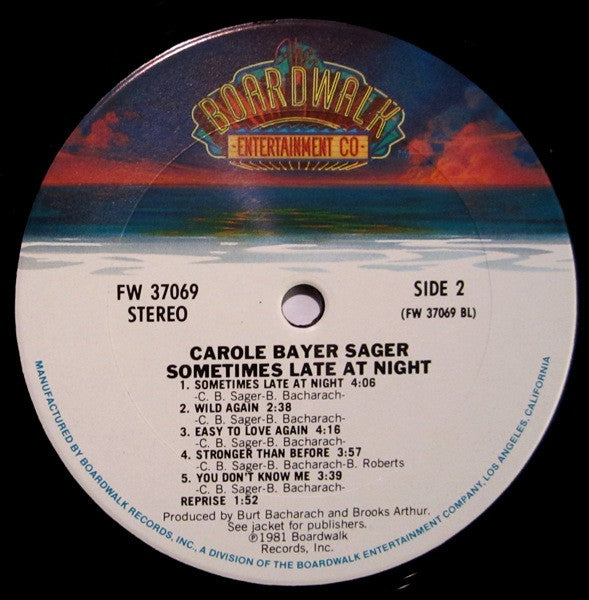 The
BOARDWALK
ENTERTAINMENT CO
FW 37069
STEREO
SIDE 2
(FW 37069 BL)
CAROLE BAYER SAGER
SOMETIMES LATE AT NIGHT
1. SOMETIMES LATE AT NIGHT 4:06
-C. B. Sager-B. Bacharach-
2. WILD AGAIN 2:38
-C. B. Sager-B. Bacharach-
3. EASY TO LOVE AGAIN 4:16
-C. B. Sager-B. Bacharach-
4. STRONGER THAN BEFORE 3:57
-C. B. Sager-B. Bacharach-B. Roberts
5. YOU DON'T KNOW ME 3:39
-C. B. Sager-B. Bacharach-
REPRISE 1:52
Produced by Burt Bacharach and Brooks Arthur.
See jacket for publishers.
℗1981 Boardwalk
Records, Inc.
MANUFACTURED BY BOARDWALK RECORDS, INC., A DIVISION OF THE BOARDWALK ENTERTAINMENT COMPANY, LOS ANGELES, CALIFORNIA